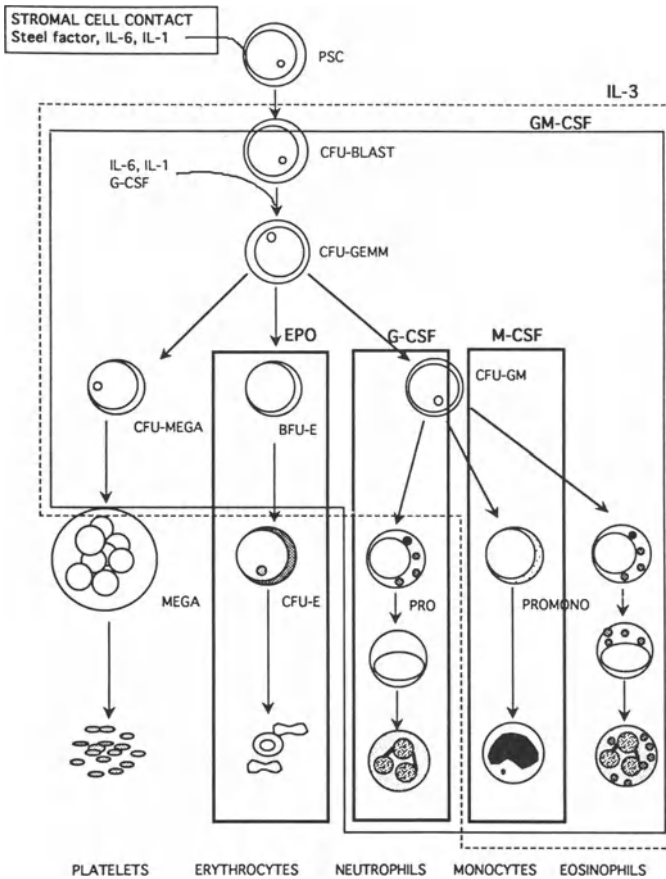 STROMAL CELL CONTACT
Steel factor, IL-6, IL-1
PSC
IL-3
GM-CSF
CFU-BLAST
IL-6, IL-1
G-CSF
CFU-GEMM
EPO
G-CSF
M-CSF
CFU-GM
CFU-MEGA
BFU-E
MEGA
CFU-E
PRO
PROMONO
PLATELETS
ERYTHROCYTES
NEUTROPHILS
MONOCYTES
EOSINOPHILS